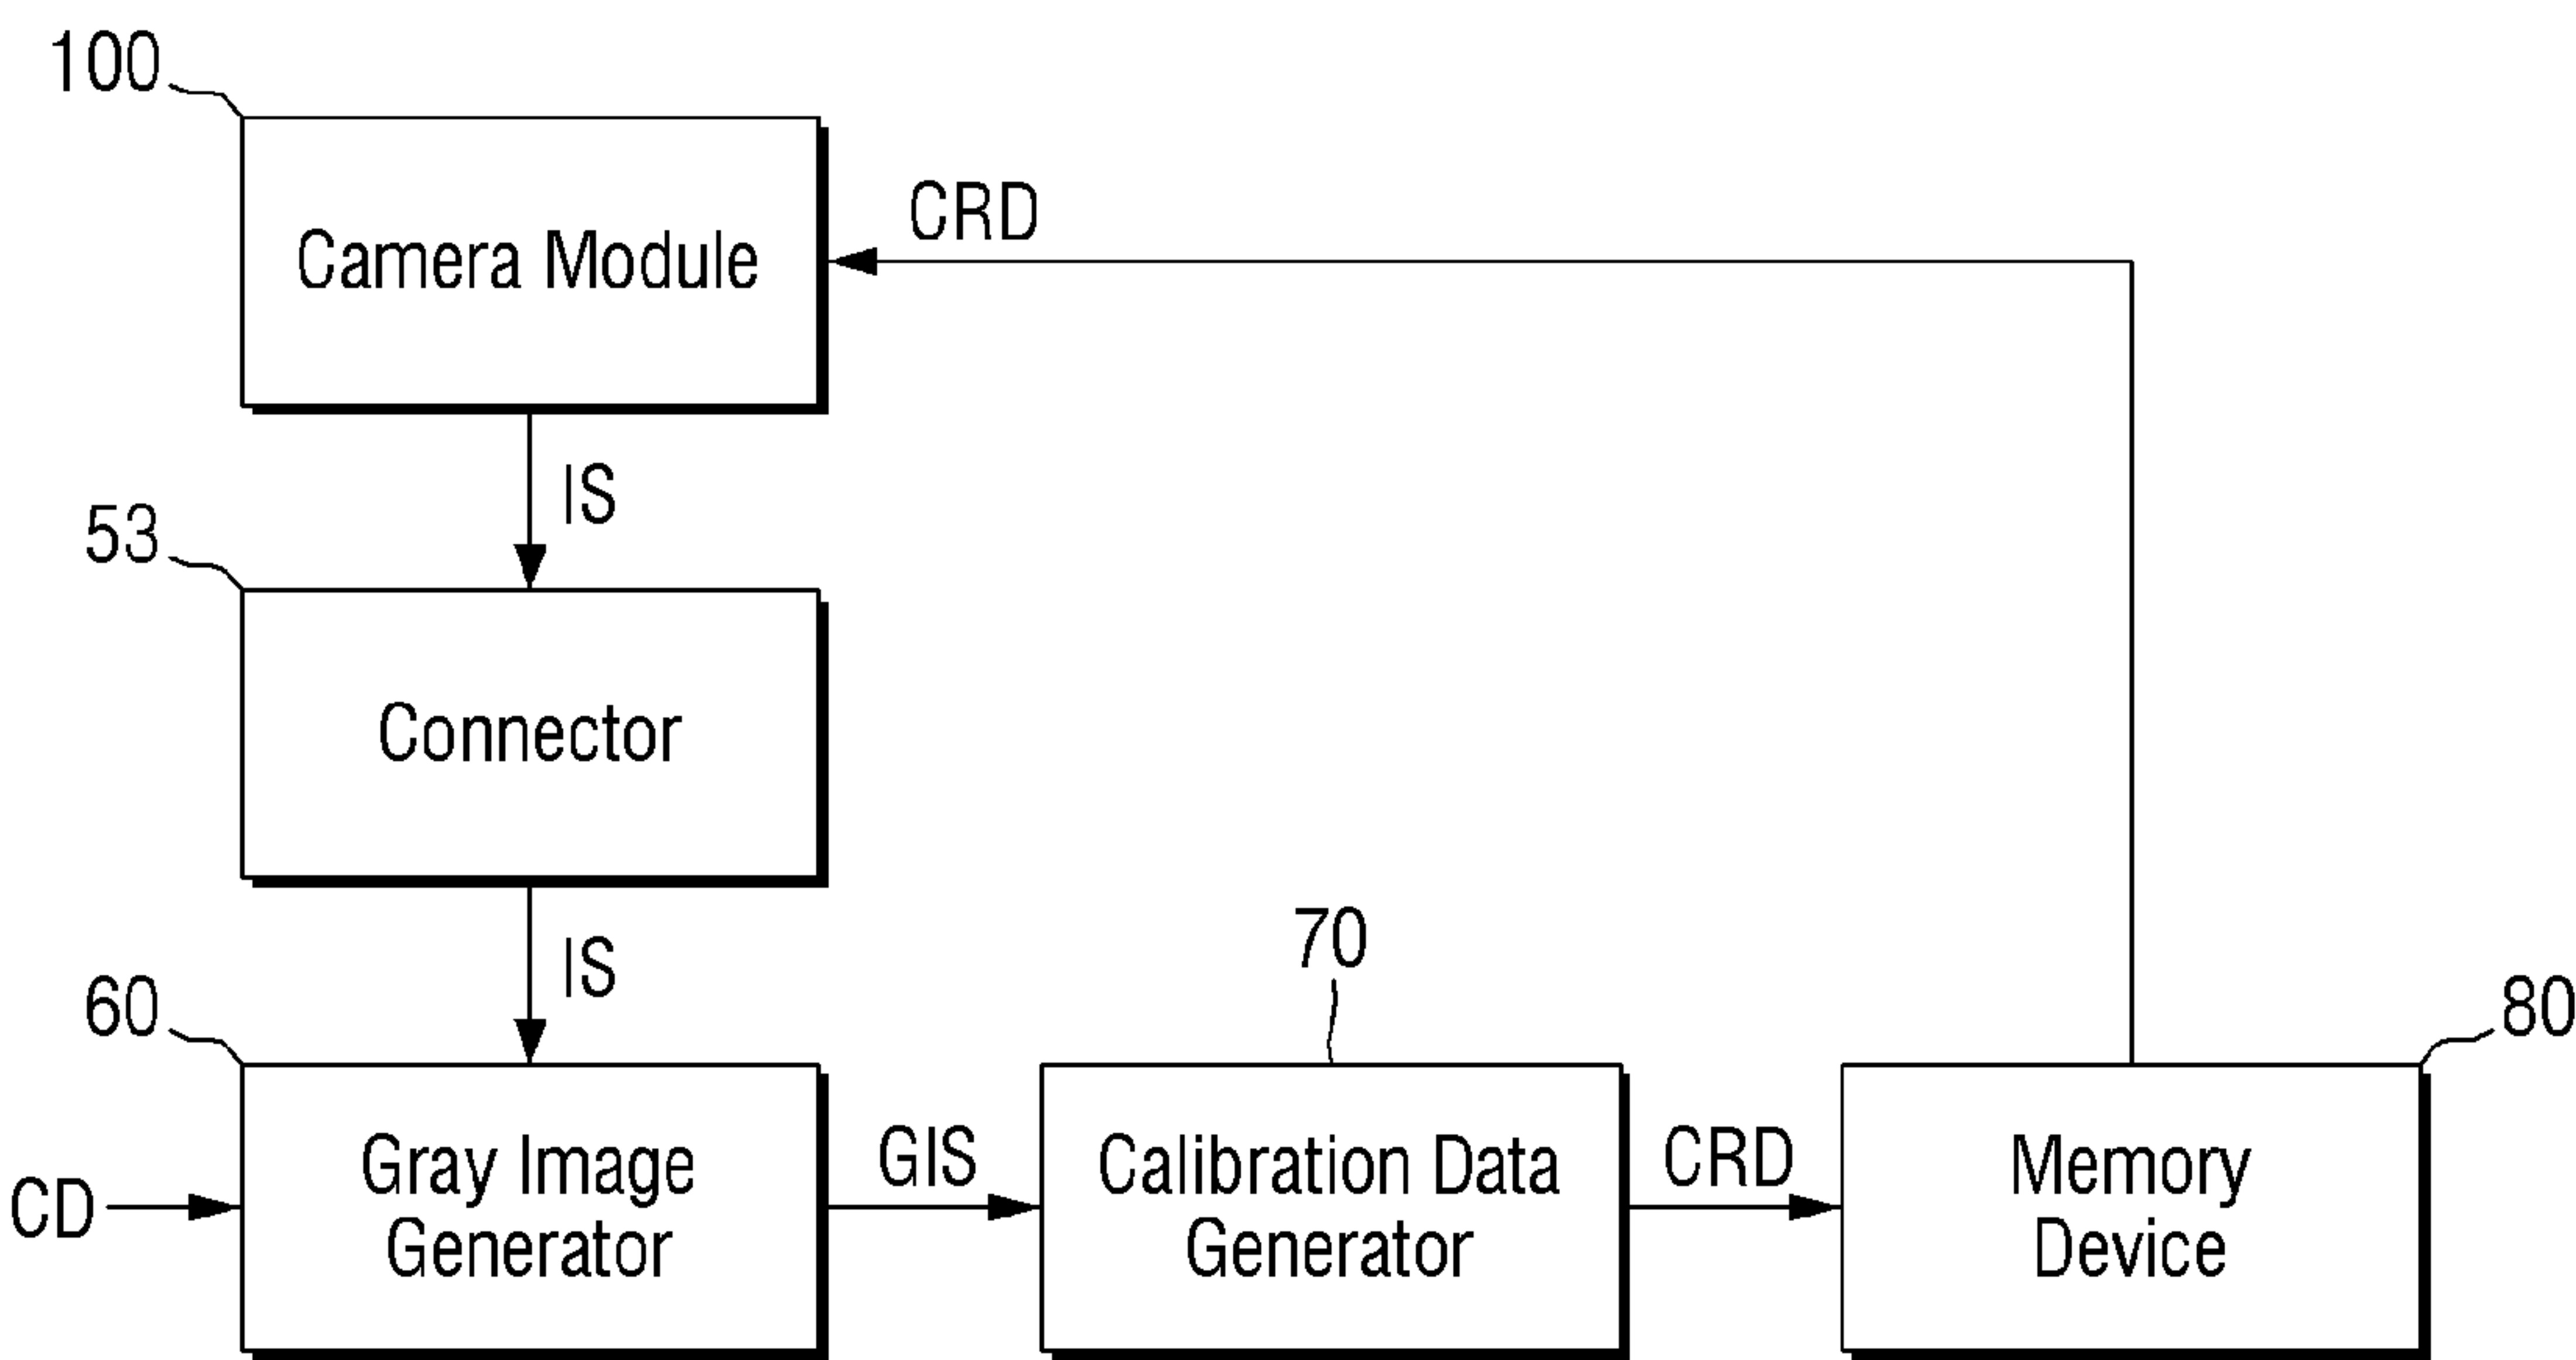 100
Camera Module
CRD
IS
53
Connector
IS
60
70
80
CD
Gray Image
Generator
GIS
Calibration Data
Generator
CRD
Memory
Device